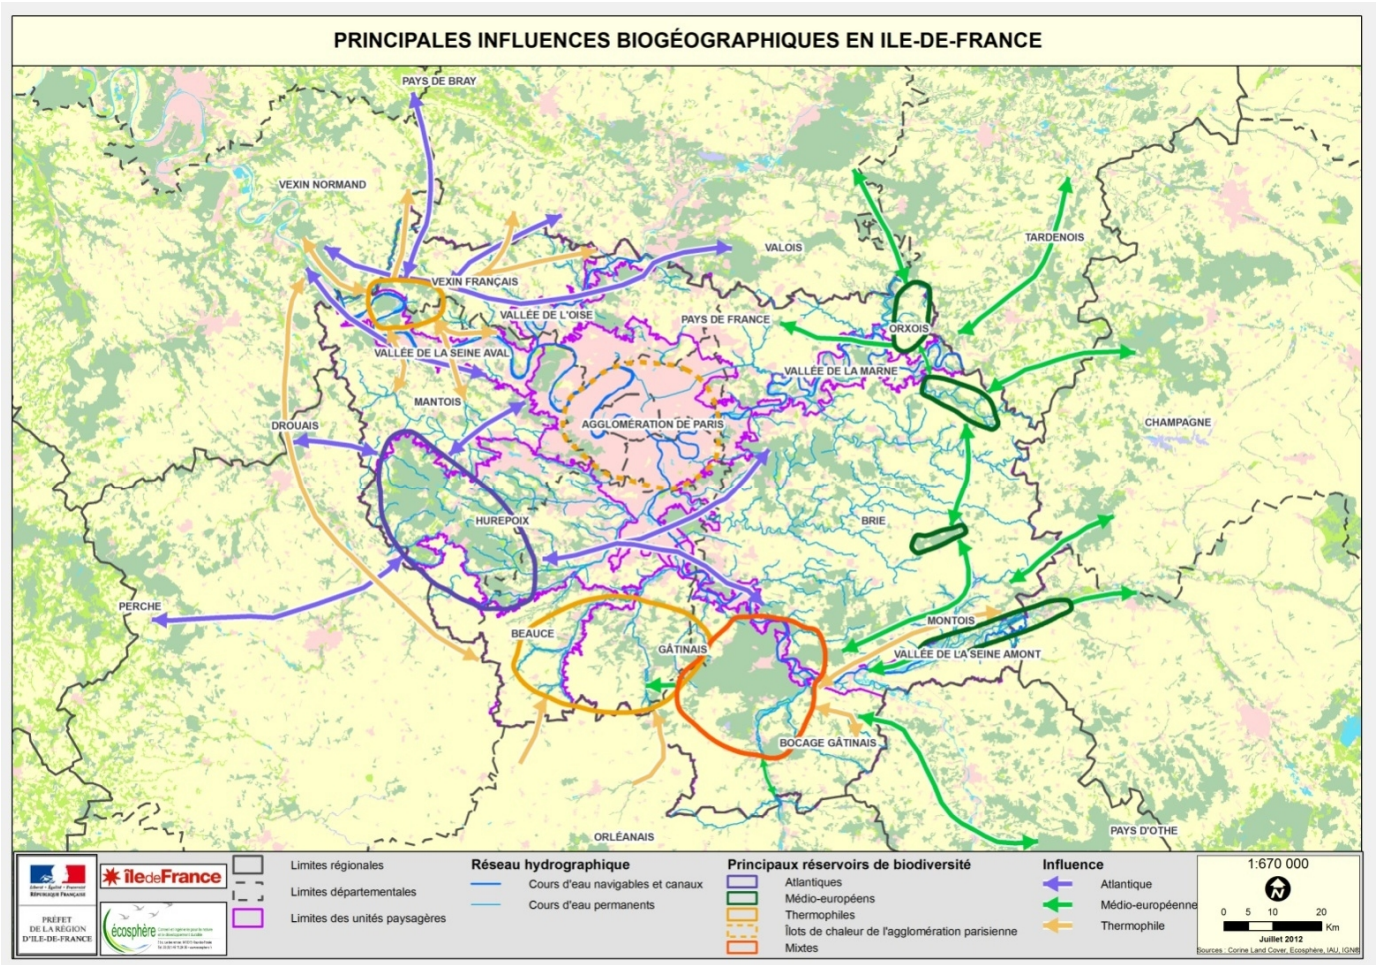 PRINCIPALES INFLUENCES BIOGÉOGRAPHIQUES EN ILE-DE-FRANCE
PAYS DE BRAY
VEXIN NORMAND
TARDENOIS
VALOIS
VEXIN FRANÇAIS
VALLÉE DE L'OISE
PAYS DE FRANCE
ORXOIS
VALLÉE DE LA SEINE AVAL
VALLÉE DE LA MARNE
MANTOIS
DROUAIS
AGGLOMÉRATION DE PARIS
CHAMPAGNE
HUREPOIX
BRIE
PERCHE
BEAUCE
MONTOIS
GÂTINAIS
VALLÉE DE LA SEINE AMONT
BOCAGE GÂTINAIS
ORLÉANAIS
PAYS D'OTHE
Liberté • Égalité • Fraternité
RÉPUBLIQUE FRANÇAISE
PRÉFET
DE LA RÉGION
D'ILE-DE-FRANCE
îledeFrance
écosphère
Limites régionales
Limites départementales
Limites des unités paysagères
Réseau hydrographique
Cours d'eau navigables et canaux
Cours d'eau permanents
Principaux réservoirs de biodiversité
Atlantiques
Médio-européens
Thermophiles
Îlots de chaleur de l'agglomération parisienne
Mixtes
Influence
Atlantique
Médio-européenne
Thermophile
1:670 000
N
0 5 10 20
Km
Juillet 2012
Sources : Corine Land Cover, Ecosphère, IAU, IGN®